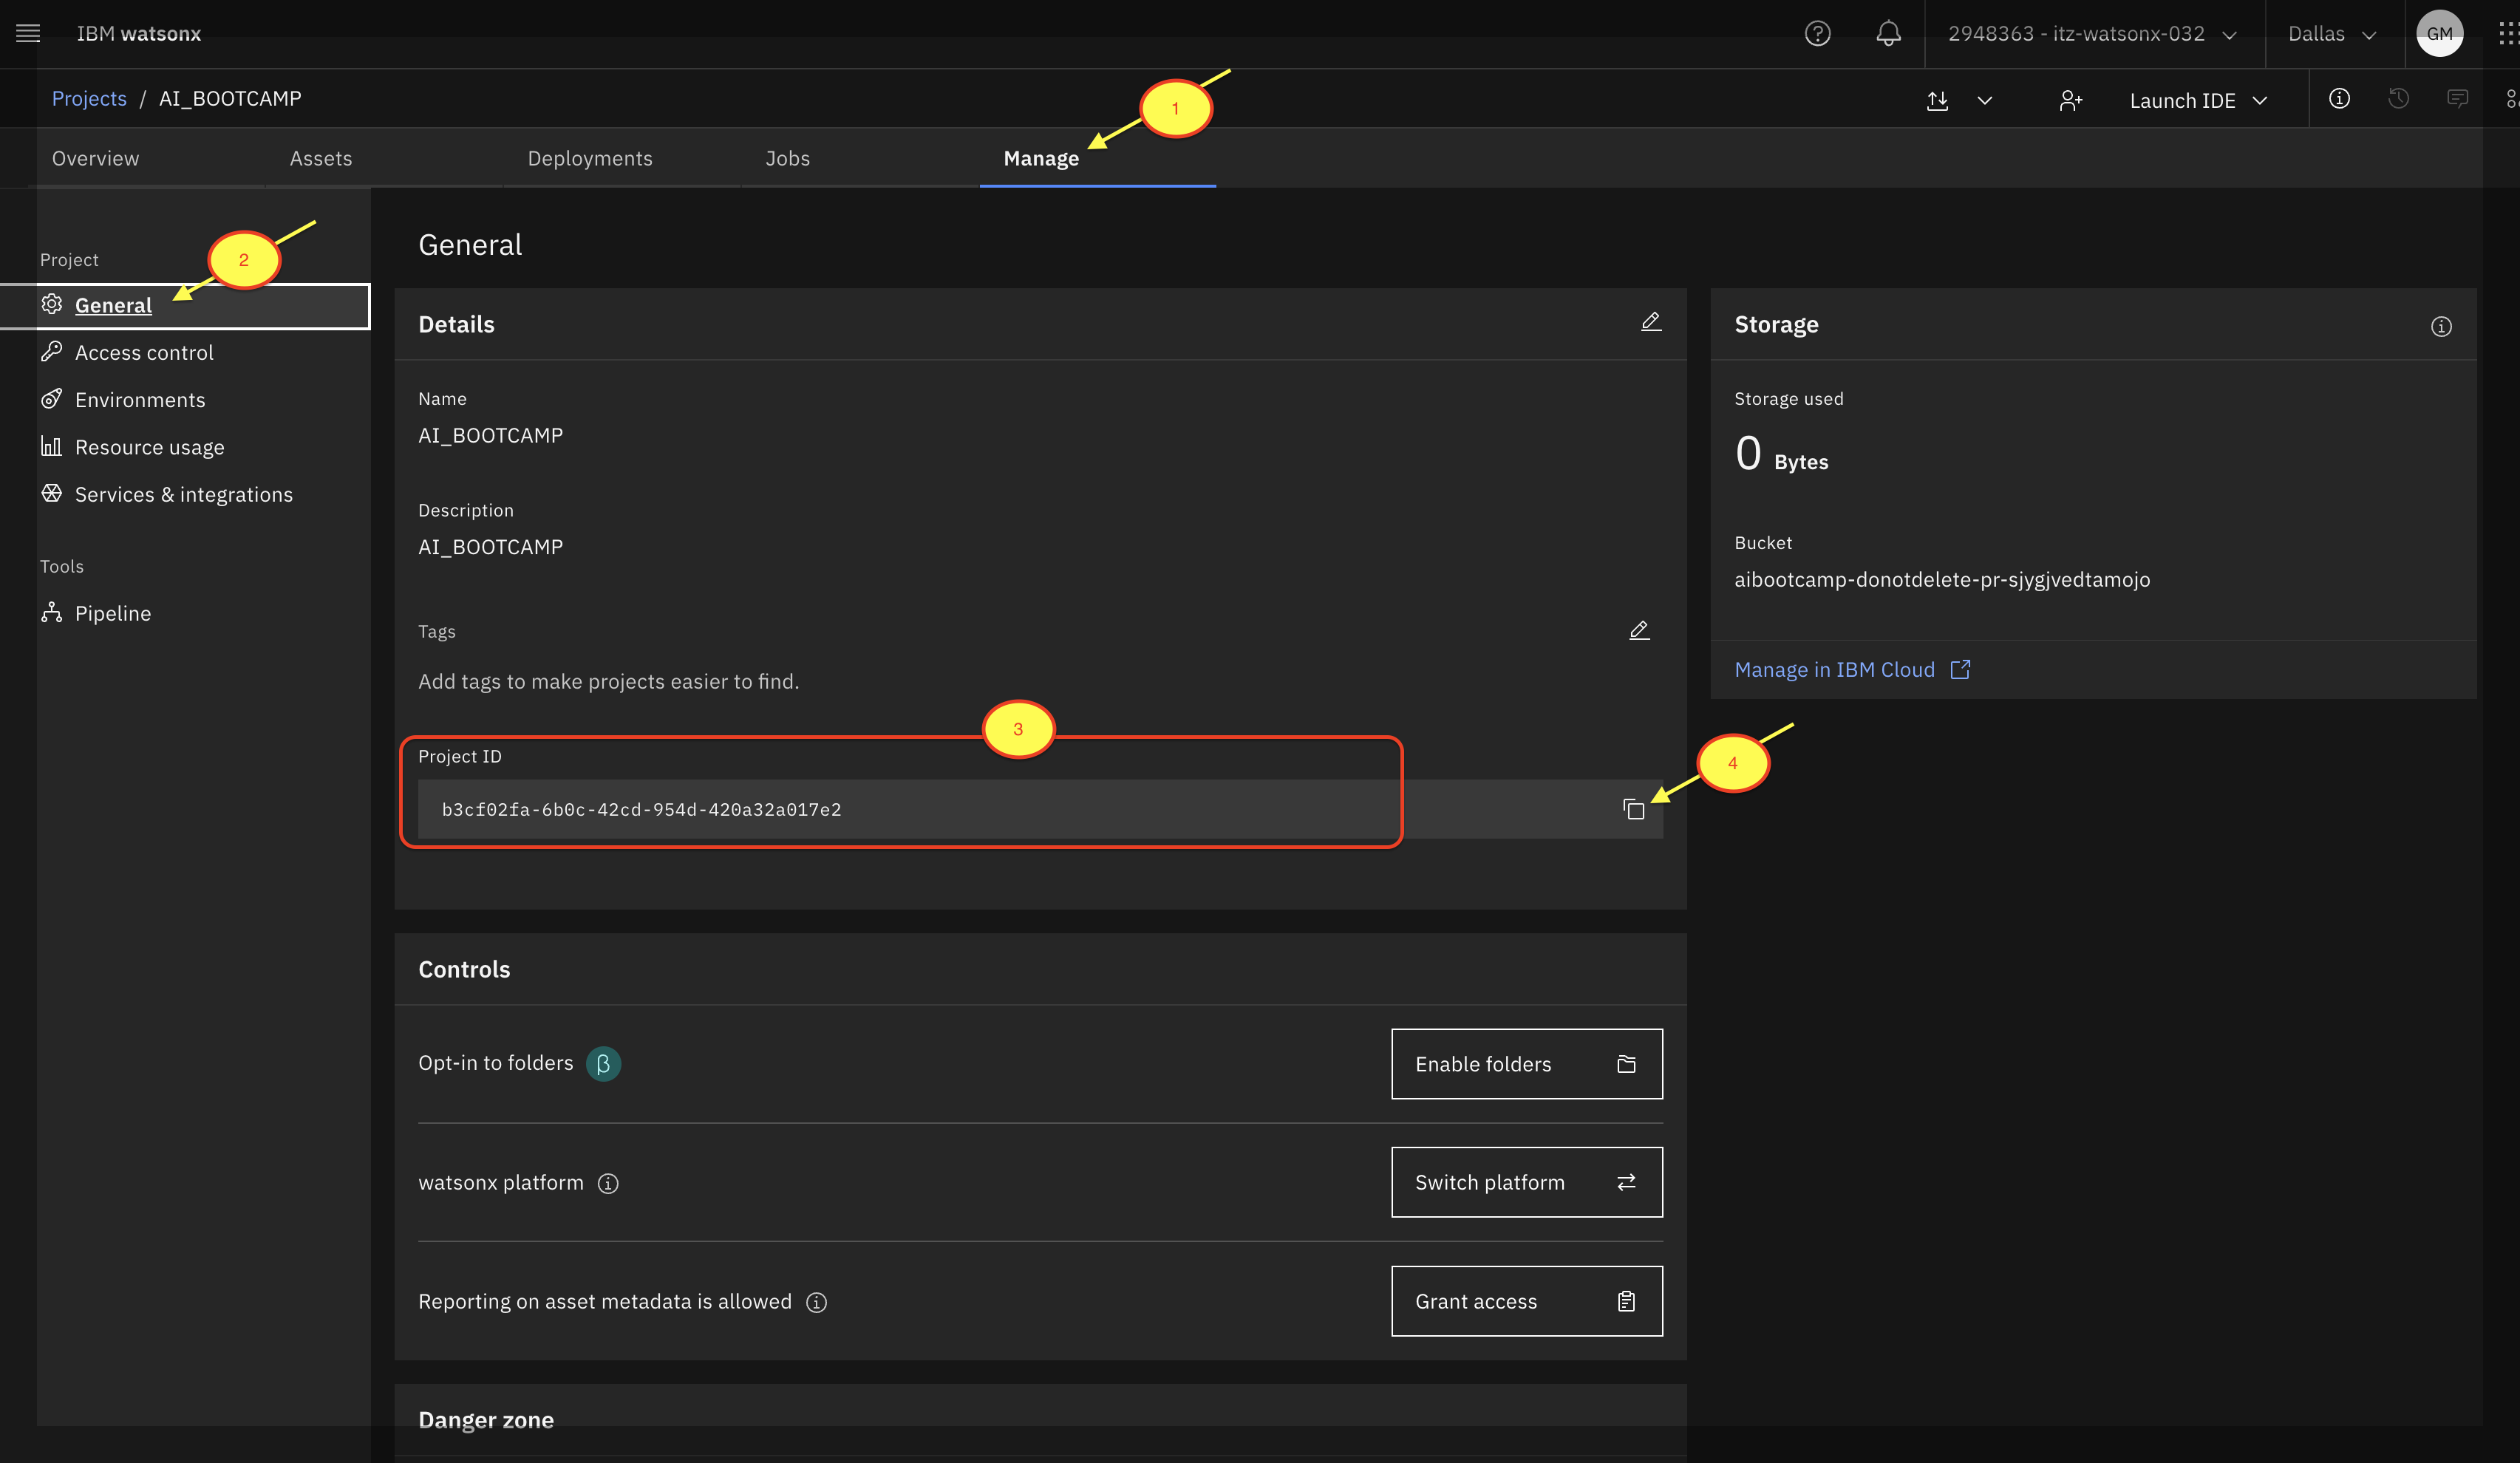 IBM watsonx
2948363 - itz-watsonx-032
Dallas
GM
Projects / AI_BOOTCAMP
Launch IDE
1
Overview
Assets
Deployments
Jobs
Manage
Project
2
General
Access control
Environments
Resource usage
Services & integrations
Tools
Pipeline
General
Details
Name
AI_BOOTCAMP
Description
AI_BOOTCAMP
Tags
Add tags to make projects easier to find.
3
Project ID
b3cf02fa-6b0c-42cd-954d-420a32a017e2
4
Storage
Storage used
0 Bytes
Bucket
aibootcamp-donotdelete-pr-sjygjvedtamojo
Manage in IBM Cloud
Controls
Opt-in to folders β
Enable folders
watsonx platform
Switch platform
Reporting on asset metadata is allowed
Grant access
Danger zone